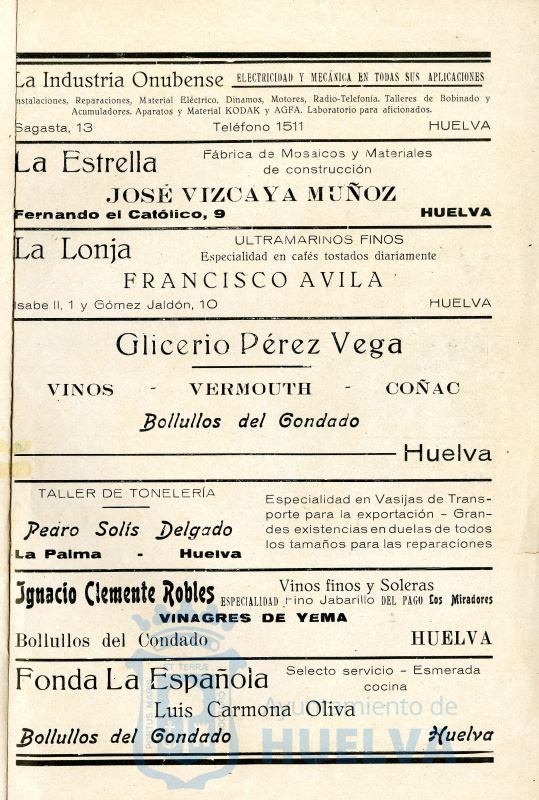 La Industria Onubense ELECTRICIDAD Y MECÁNICA EN TODAS SUS APLICACIONES
Instalaciones, Reparaciones, Material Eléctrico. Dinamos, Motores, Radio-Telefonía. Talleres de Bobinado y
Acumuladores. Aparatos y Material KODAK y AGFA. Laboratorio para aficionados.
Sagasta, 13 Teléfono 1511 HUELVA
La Estrella Fábrica de Mosaicos y Materiales
de construcción
JOSÉ VIZCAYA MUÑOZ
Fernando el Católico, 9 HUELVA
La Lonja ULTRAMARINOS FINOS
Especialidad en cafés tostados diariamente
FRANCISCO AVILA
Isabe II, 1 y Gómez Jaldón, 10 HUELVA
Glicerio Pérez Vega
VINOS - VERMOUTH - COÑAC
Bollullos del Condado
Huelva
TALLER DE TONELERÍA
Pedro Solís Delgado
La Palma - Huelva
Especialidad en Vasijas de Trans-
porte para la exportación - Gran-
des existencias en duelas de todos
los tamaños para las reparaciones
Ignacio Clemente Robles Vinos finos y Soleras
ESPECIALIDAD Fino Jabarillo DEL PAGO Los Miradores
VINAGRES DE YEMA
Bollullos del Condado HUELVA
Fonda La Española Selecto servicio - Esmerada
cocina
Luis Carmona Oliva
Bollullos del Condado Huelva
Ayuntamiento de
HUELVA